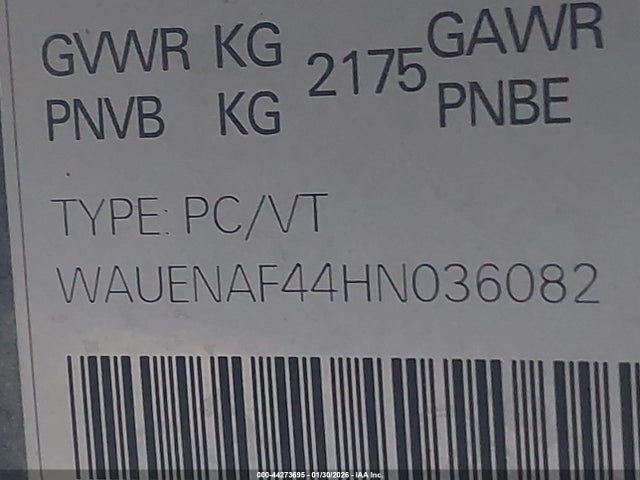 GVWR KG 2175 GAWR
PNVB KG PNBE
TYPE: PC/VT
WAUENAF44HN036082
000-44273695 - 01/30/2026 - IAA Inc.